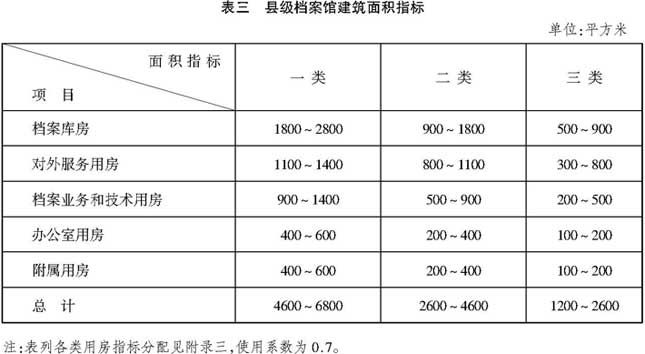 表三 县级档案馆建筑面积指标
单位:平方米
面积指标
项 目
一 类 二 类 三 类
档案库房 1800~2800 900~1800 500~900
对外服务用房 1100~1400 800~1100 300~800
档案业务和技术用房 900~1400 500~900 200~500
办公室用房 400~600 200~400 100~200
附属用房 400~600 200~400 100~200
总 计 4600~6800 2600~4600 1200~2600
注:表列各类用房指标分配见附录三,使用系数为 0.7。